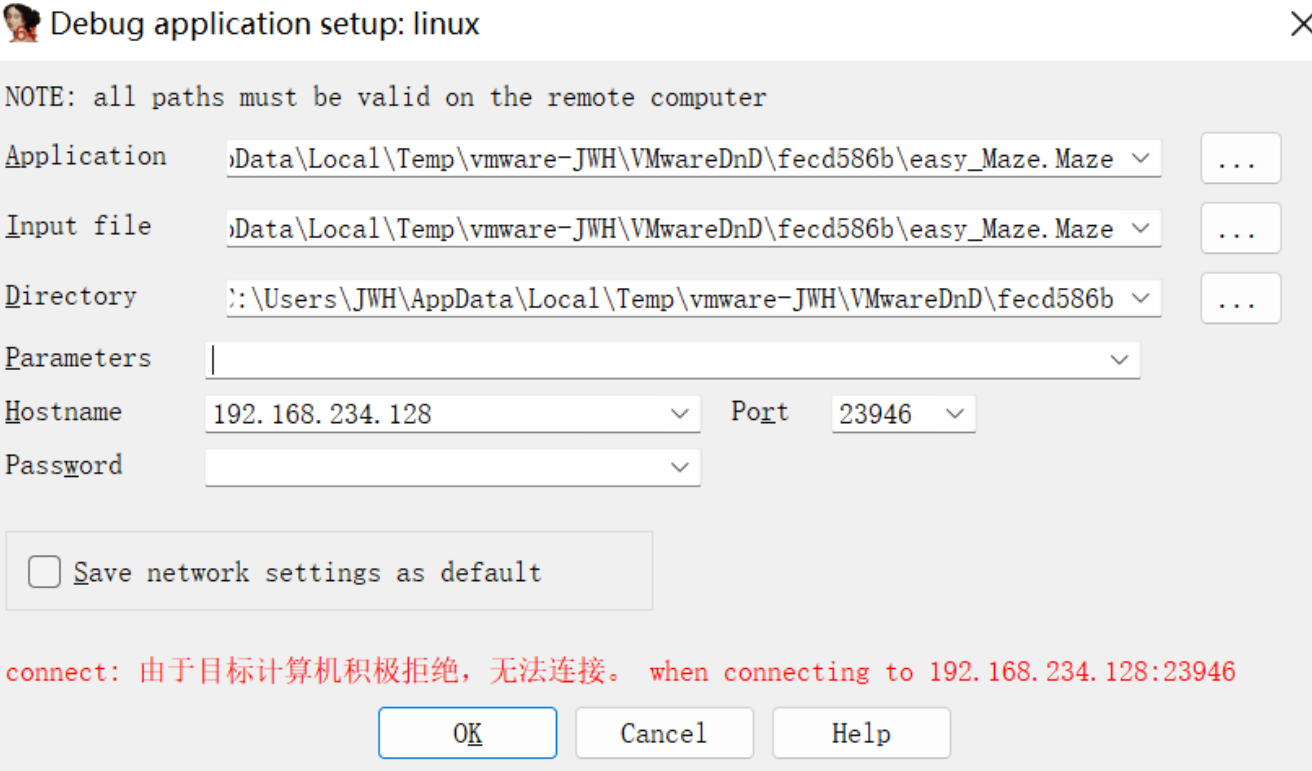 Debug application setup: linux
NOTE: all paths must be valid on the remote computer
Application
Data\Local\Temp\vmware-JWH\VMwareDnD\fecd586b\easy_Maze.Maze
...
Input file
Data\Local\Temp\vmware-JWH\VMwareDnD\fecd586b\easy_Maze.Maze
...
Directory
:\Users\JWH\AppData\Local\Temp\vmware-JWH\VMwareDnD\fecd586b
...
Parameters
Hostname 192.168.234.128 Port 23946
Password
Save network settings as default
connect: 由于目标计算机积极拒绝，无法连接。 when connecting to 192.168.234.128:23946
OK Cancel Help